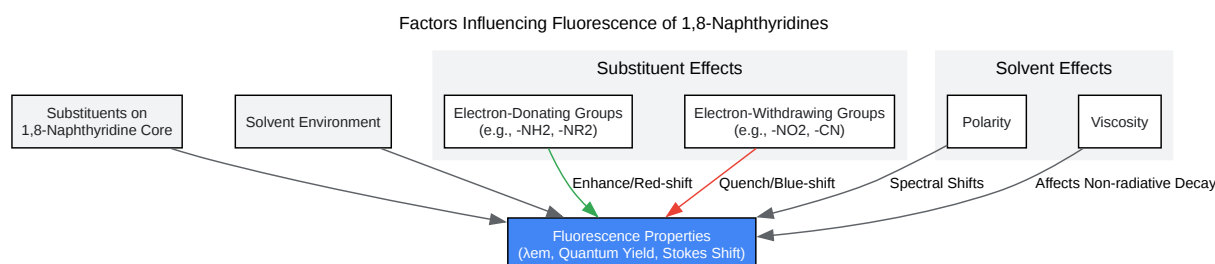 Factors Influencing Fluorescence of 1,8-Naphthyridines
Substituent Effects
Solvent Effects
Substituents on
1,8-Naphthyridine Core
Solvent Environment
Electron-Donating Groups
(e.g., -NH2, -NR2)
Electron-Withdrawing Groups
(e.g., -NO2, -CN)
Polarity
Viscosity
Enhance/Red-shift
Quench/Blue-shift
Spectral Shifts
Affects Non-radiative Decay
Fluorescence Properties
(λem, Quantum Yield, Stokes Shift)